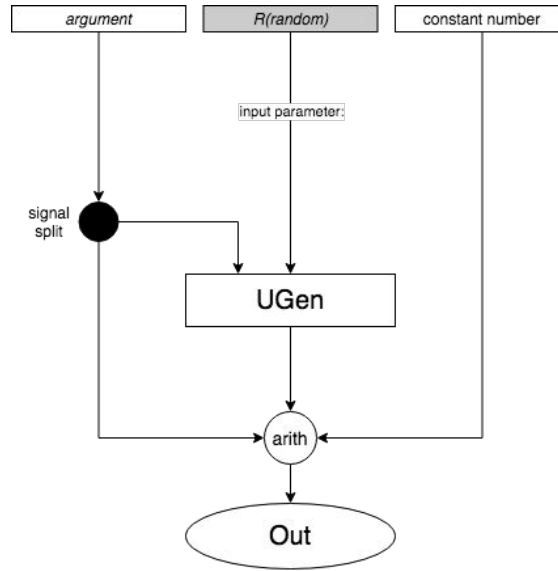 argument
R(random)
constant number
input parameter:
signal
split
UGen
arith
Out